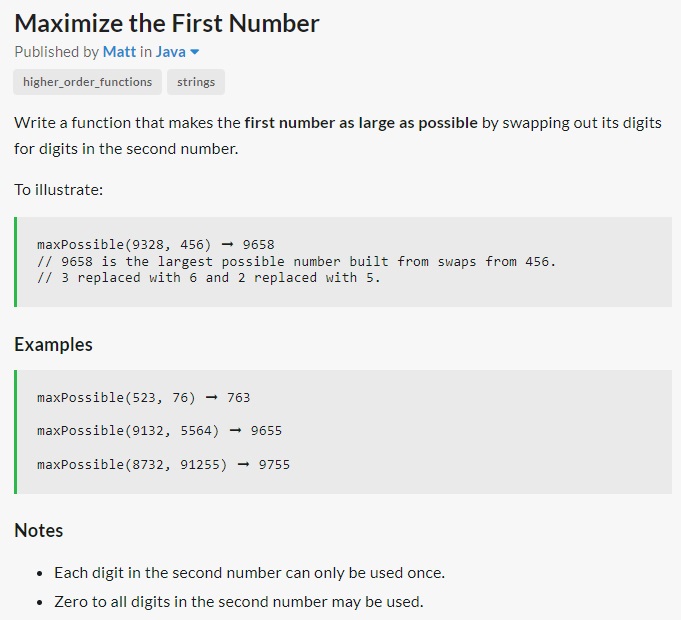 Maximize the First Number
Published by Matt in Java
higher_order_functions strings
Write a function that makes the first number as large as possible by swapping out its digits
for digits in the second number.
To illustrate:
maxPossible(9328, 456) ➞ 9658
// 9658 is the largest possible number built from swaps from 456.
// 3 replaced with 6 and 2 replaced with 5.
Examples
maxPossible(523, 76) ➞ 763
maxPossible(9132, 5564) ➞ 9655
maxPossible(8732, 91255) ➞ 9755
Notes
• Each digit in the second number can only be used once.
• Zero to all digits in the second number may be used.